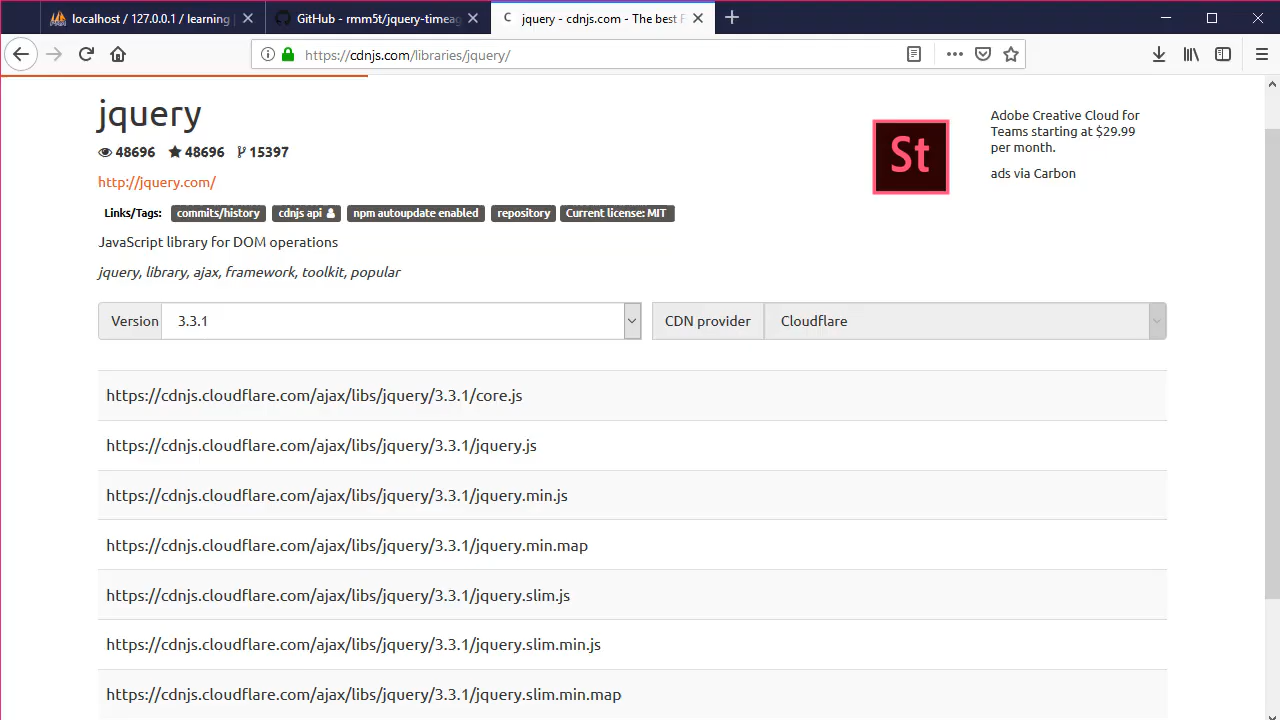 localhost / 127.0.0.1 / learning
GitHub - rmm5t/jquery-timeag
C jquery - cdnjs.com - The best F
https://cdnjs.com/libraries/jquery/
jquery
48696 48696 15397
http://jquery.com/
Links/Tags: commits/history cdnjs api npm autoupdate enabled repository Current license: MIT
JavaScript library for DOM operations
jquery, library, ajax, framework, toolkit, popular
St
Adobe Creative Cloud for
Teams starting at $29.99
per month.
ads via Carbon
Version 3.3.1
CDN provider Cloudflare
https://cdnjs.cloudflare.com/ajax/libs/jquery/3.3.1/core.js
https://cdnjs.cloudflare.com/ajax/libs/jquery/3.3.1/jquery.js
https://cdnjs.cloudflare.com/ajax/libs/jquery/3.3.1/jquery.min.js
https://cdnjs.cloudflare.com/ajax/libs/jquery/3.3.1/jquery.min.map
https://cdnjs.cloudflare.com/ajax/libs/jquery/3.3.1/jquery.slim.js
https://cdnjs.cloudflare.com/ajax/libs/jquery/3.3.1/jquery.slim.min.js
https://cdnjs.cloudflare.com/ajax/libs/jquery/3.3.1/jquery.slim.min.map